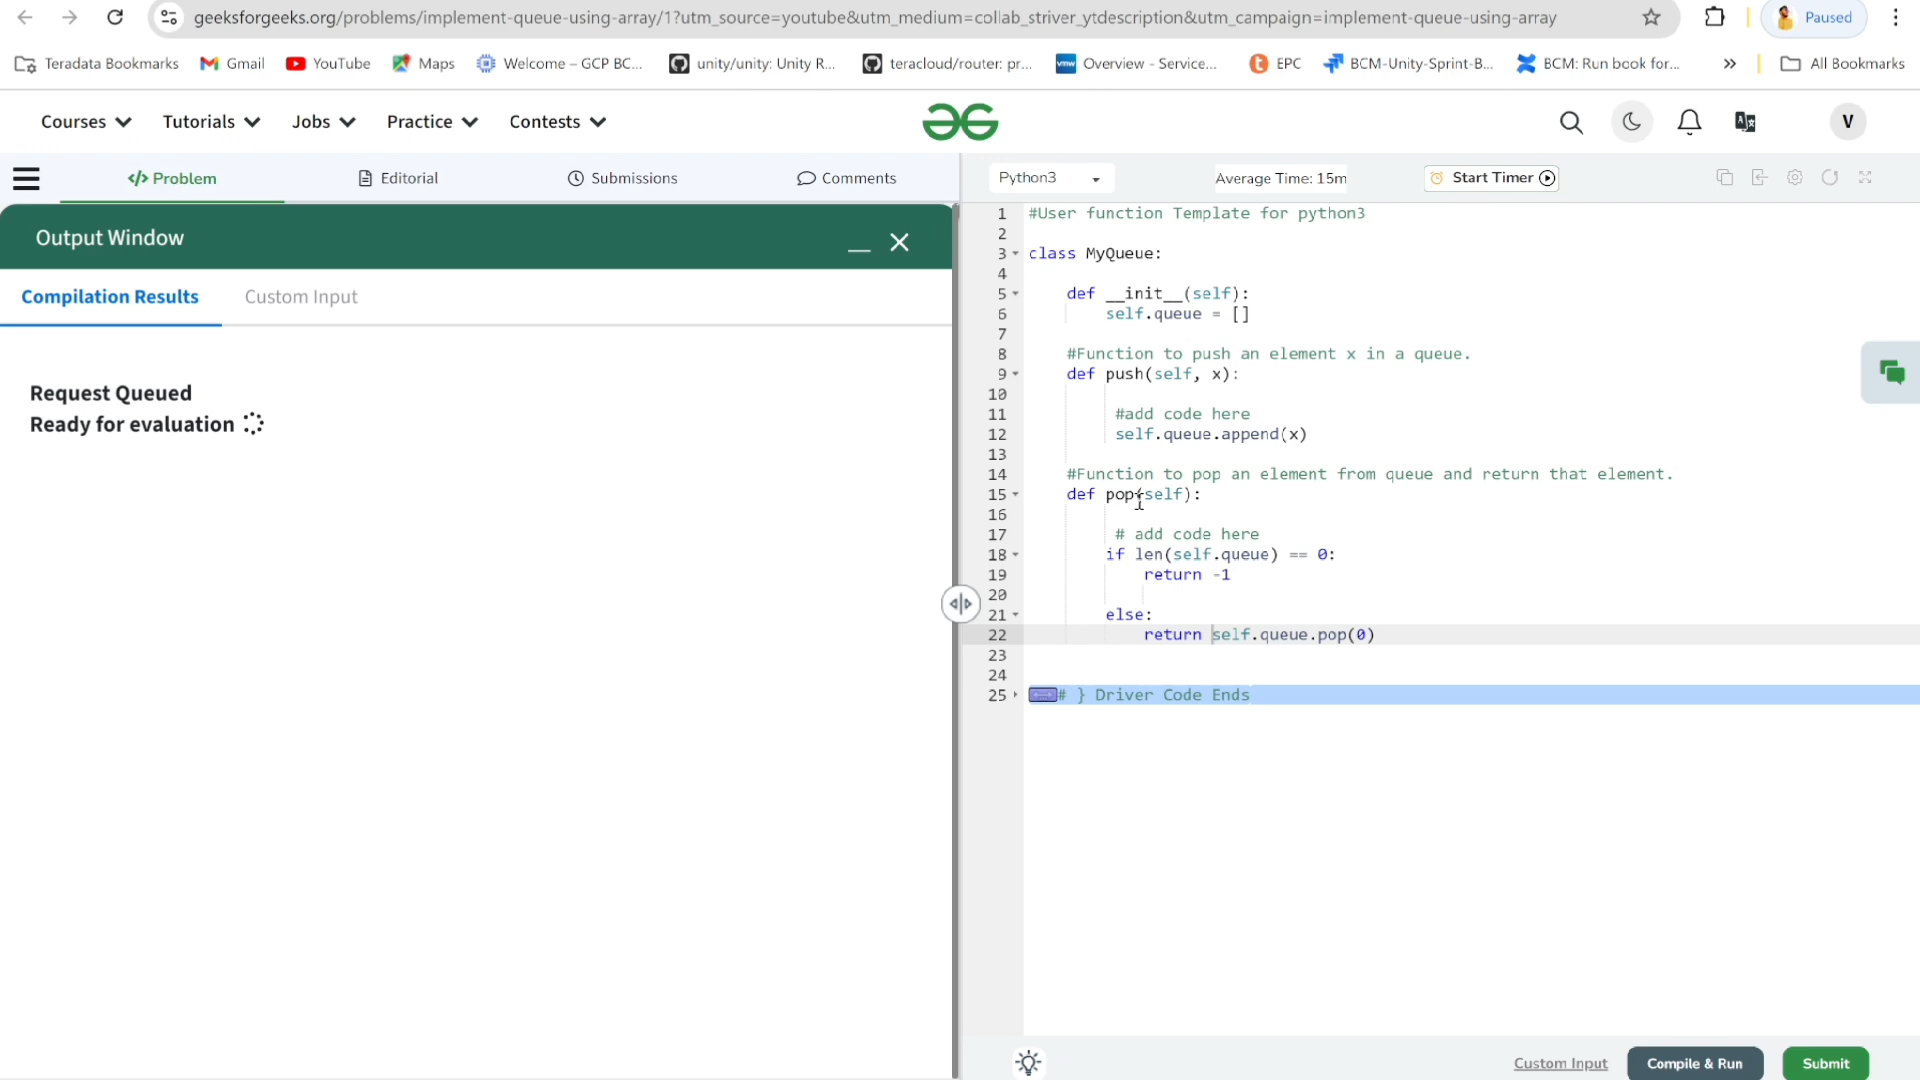 geeksforgeeks.org/problems/implement-queue-using-array/1?utm_source=youtube&utm_medium=collab_striver_ytdescription&utm_campaign=implement-queue-using-array
Paused
Teradata Bookmarks Gmail YouTube Maps Welcome – GCP BC... unity/unity: Unity R... teracloud/router: pr... vmw Overview - Service... EPC BCM-Unity-Sprint-B... BCM: Run book for... » All Bookmarks
Courses Tutorials Jobs Practice Contests V
</> Problem Editorial Submissions Comments
Python3 Average Time: 15m Start Timer
Output Window
Compilation Results Custom Input
Request Queued
Ready for evaluation
1 #User function Template for python3
2
3 class MyQueue:
4
5 def __init__(self):
6 self.queue = []
7
8 #Function to push an element x in a queue.
9 def push(self, x):
10
11 #add code here
12 self.queue.append(x)
13
14 #Function to pop an element from queue and return that element.
15 def pop(self):
16
17 # add code here
18 if len(self.queue) == 0:
19 return -1
20
21 else:
22 return self.queue.pop(0)
23
24
25 # } Driver Code Ends
Custom Input Compile & Run Submit